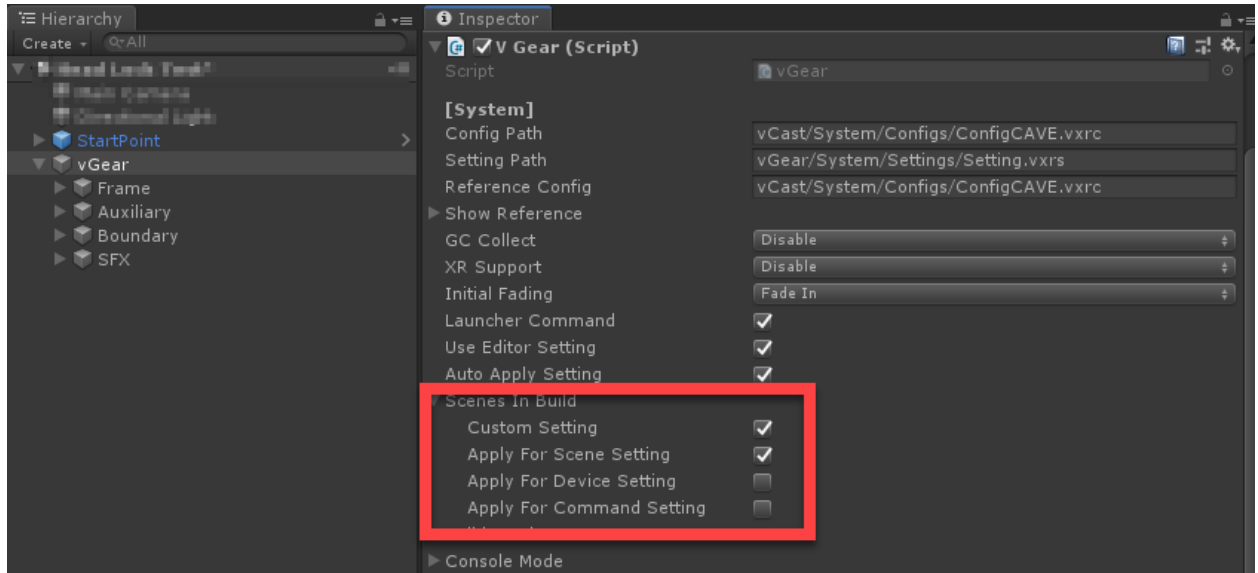 Hierarchy
Create
All
StartPoint
vGear
Frame
Auxiliary
Boundary
SFX
Inspector
V Gear (Script)
Script vGear
[System]
Config Path vCast/System/Configs/ConfigCAVE.vxrc
Setting Path vGear/System/Settings/Setting.vxrs
Reference Config vCast/System/Configs/ConfigCAVE.vxrc
Show Reference
GC Collect Disable
XR Support Disable
Initial Fading Fade In
Launcher Command
Use Editor Setting
Auto Apply Setting
Scenes In Build
Custom Setting
Apply For Scene Setting
Apply For Device Setting
Apply For Command Setting
Console Mode